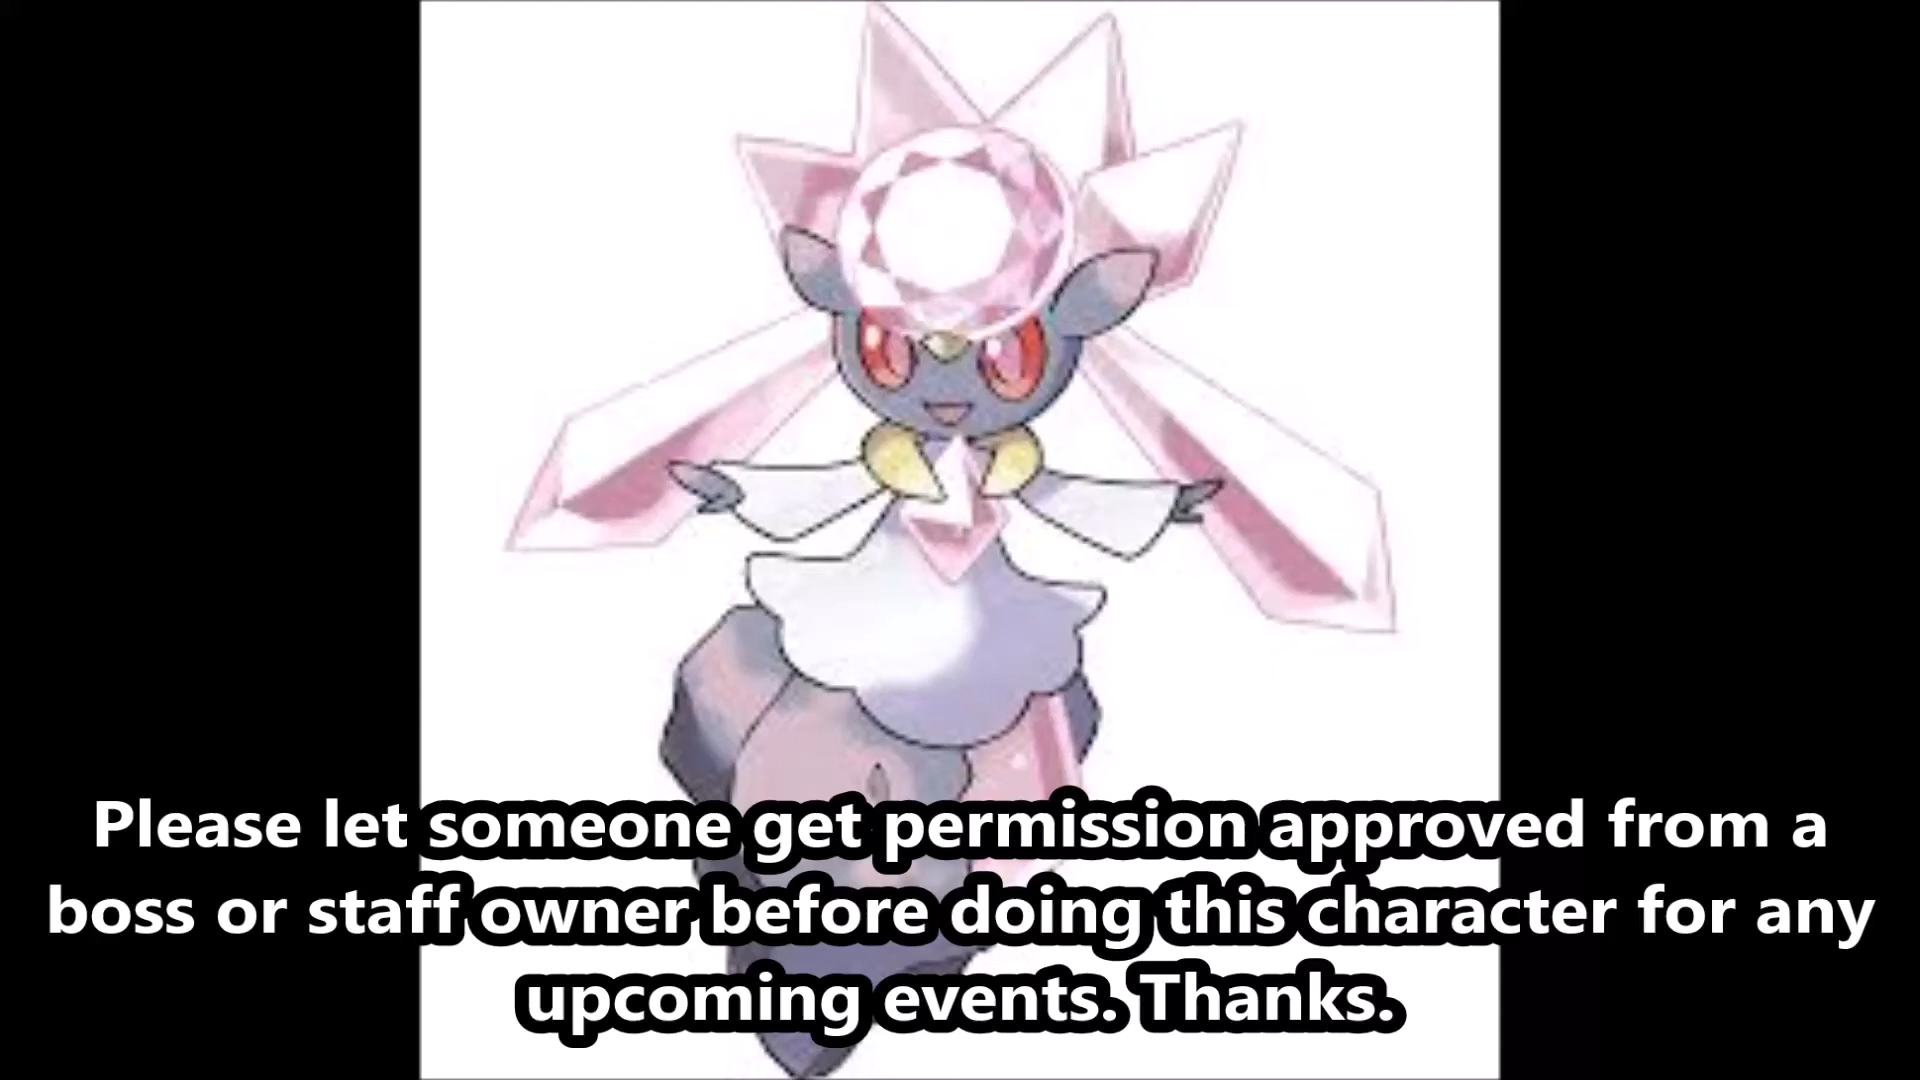 Please let someone get permission approved from a
boss or staff owner before doing this character for any
upcoming events. Thanks.